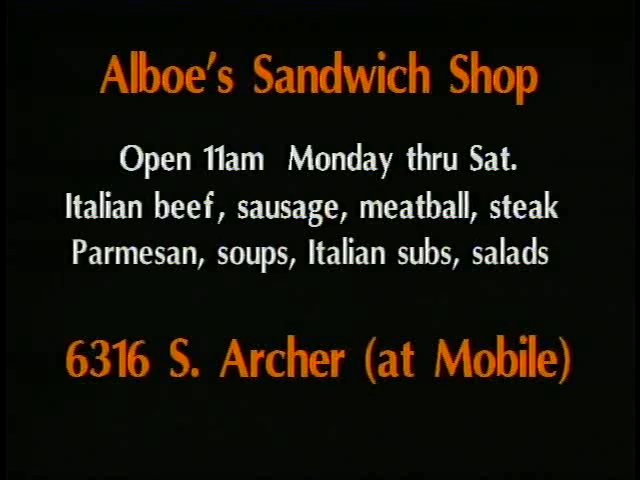 Alboe's Sandwich Shop
Open 11am Monday thru Sat.
Italian beef, sausage, meatball, steak
Parmesan, soups, Italian subs, salads
6316 S. Archer (at Mobile)